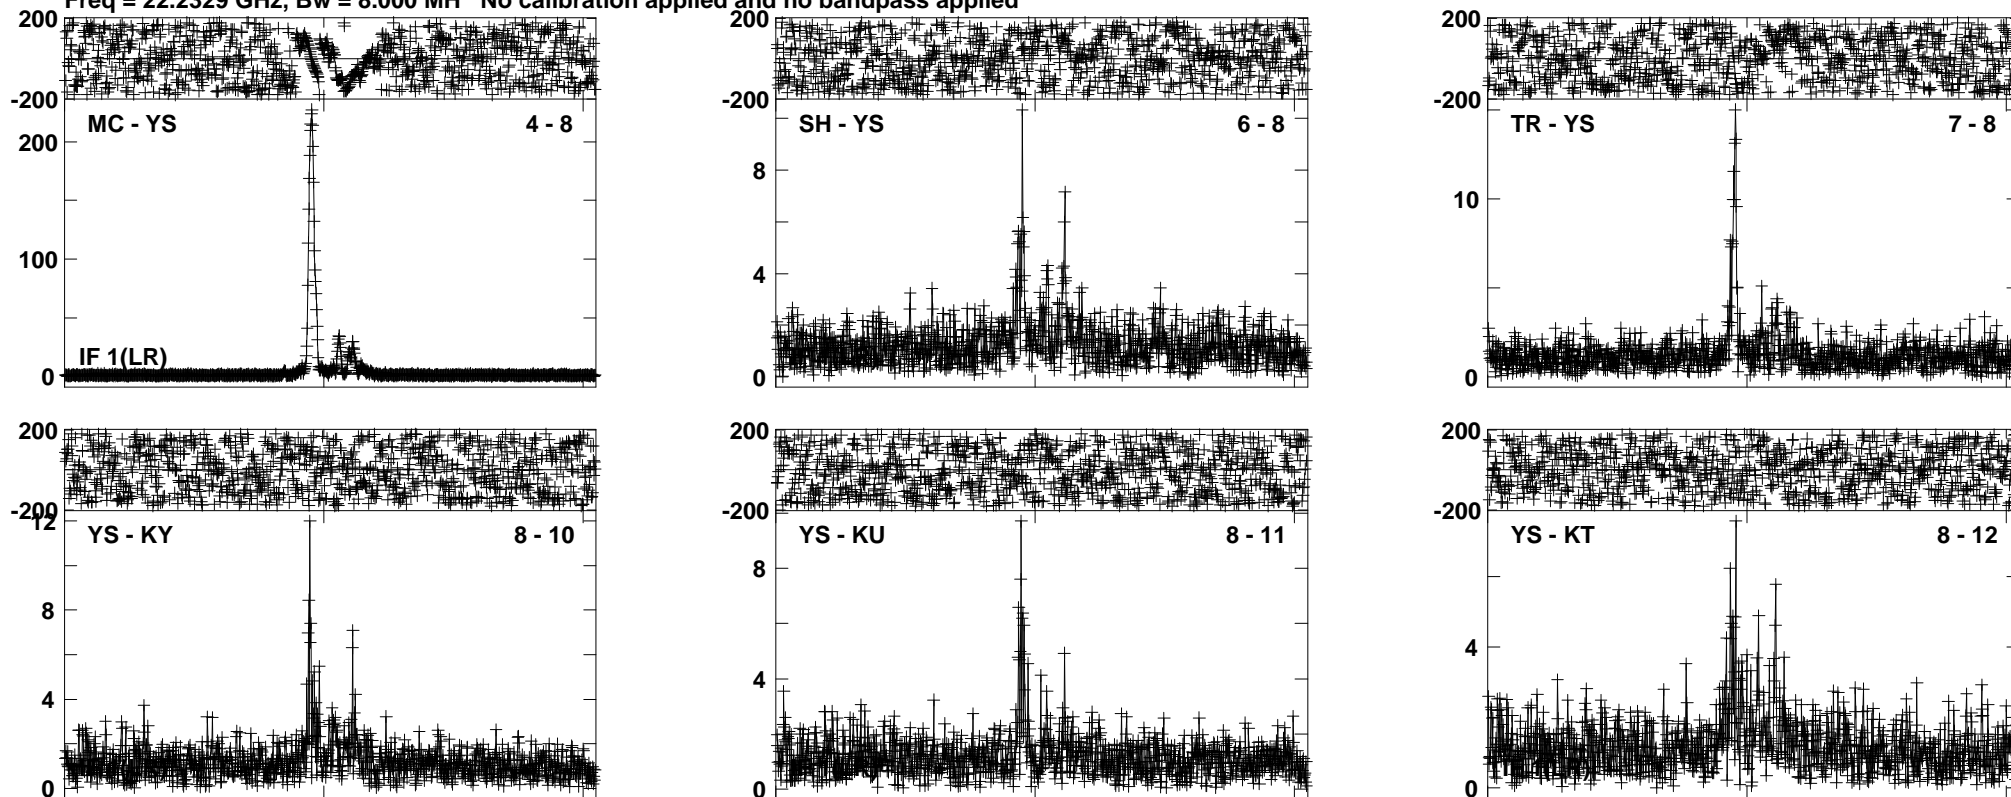 Freq = 22.2329 GHz, Bw = 8.000 MH No calibration applied and no bandpass applied
200
-200
MC - YS
4 - 8
200
100
IF 1(LR)
0
200
-200
SH - YS
6 - 8
8
4
0
200
-200
TR - YS
7 - 8
10
0
200
-200
12
YS - KY
8 - 10
8
4
0
200
-200
YS - KU
8 - 11
8
4
0
200
-200
YS - KT
8 - 12
4
0